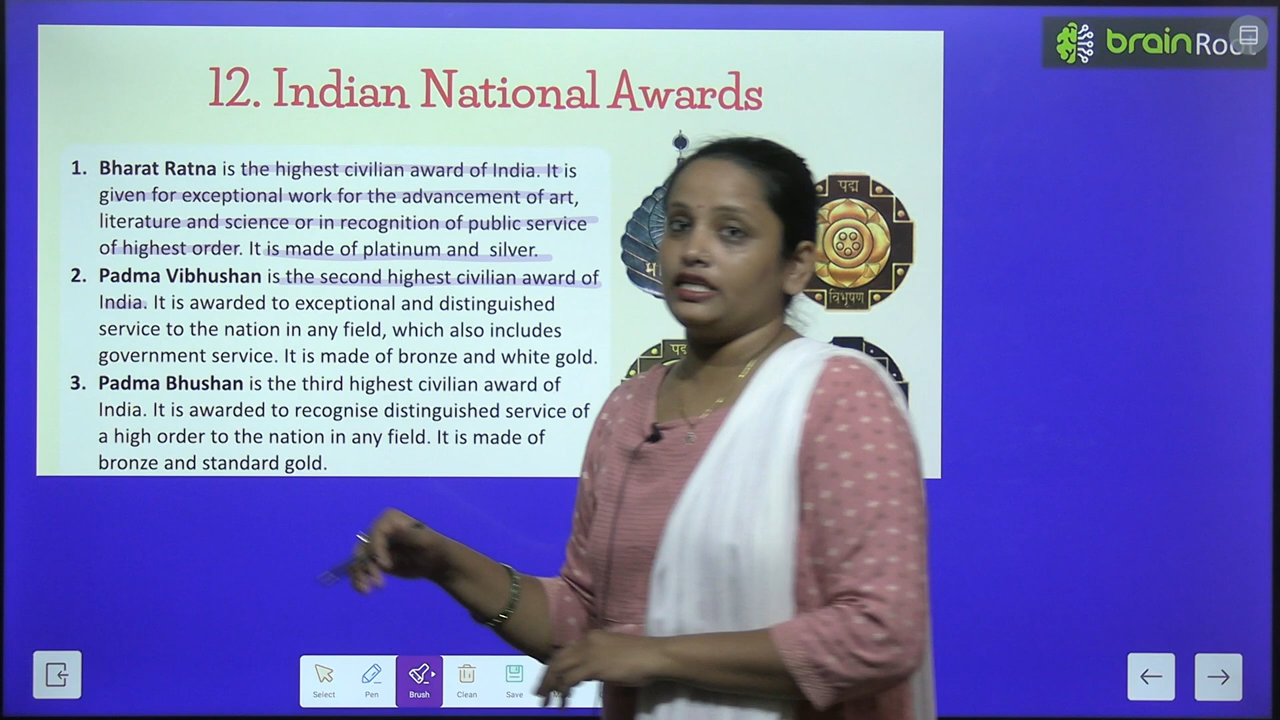 brainRoot
12. Indian National Awards
1. Bharat Ratna is the highest civilian award of India. It is
given for exceptional work for the advancement of art,
literature and science or in recognition of public service
of highest order. It is made of platinum and silver.
2. Padma Vibhushan is the second highest civilian award of
India. It is awarded to exceptional and distinguished
service to the nation in any field, which also includes
government service. It is made of bronze and white gold.
3. Padma Bhushan is the third highest civilian award of
India. It is awarded to recognise distinguished service of
a high order to the nation in any field. It is made of
bronze and standard gold.
पद्म
विभूषण
Select
Pen
Brush
Clean
Save